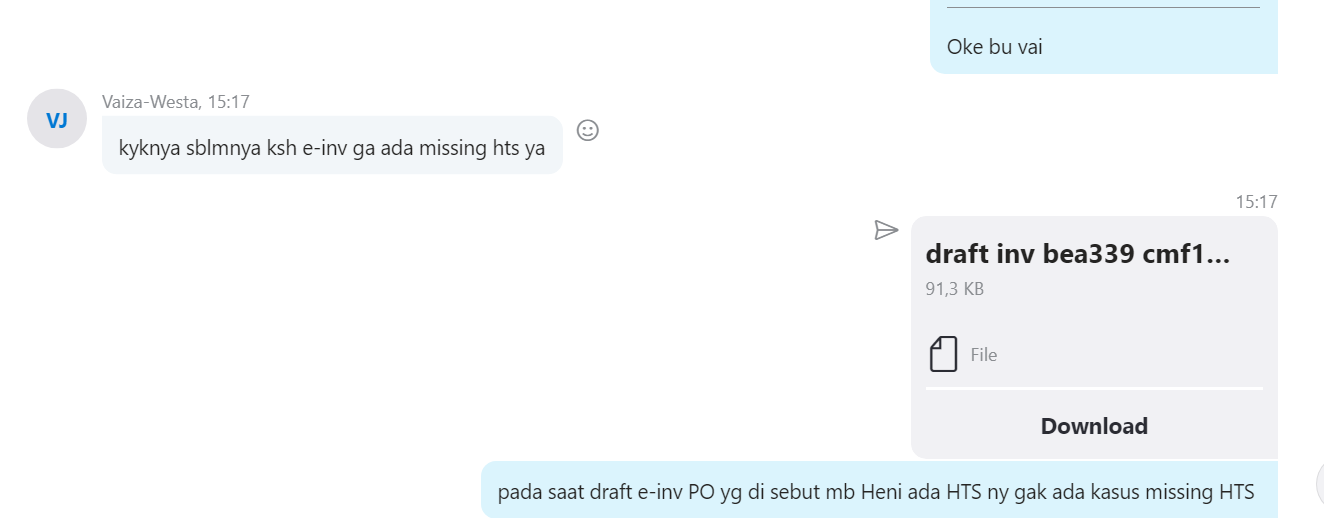 Oke bu vai
VJ
Vaiza-Westa, 15:17
kyknya sblmnya ksh e-inv ga ada missing hts ya
15:17
draft inv bea339 cmf1...
91,3 KB
File
Download
pada saat draft e-inv PO yg di sebut mb Heni ada HTS ny gak ada kasus missing HTS